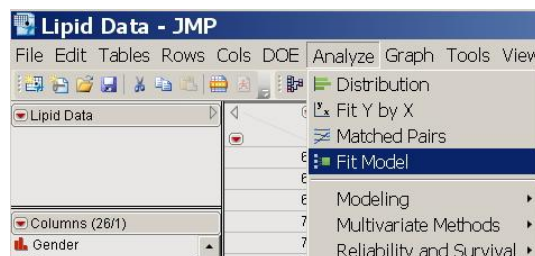 Lipid Data - JMP
File Edit Tables Rows Cols DOE Analyze Graph Tools View
Distribution
Lipid Data
Fit Y by X
Matched Pairs
Fit Model
Modeling
Columns (26/1)
Multivariate Methods
Gender
Reliability and Survival